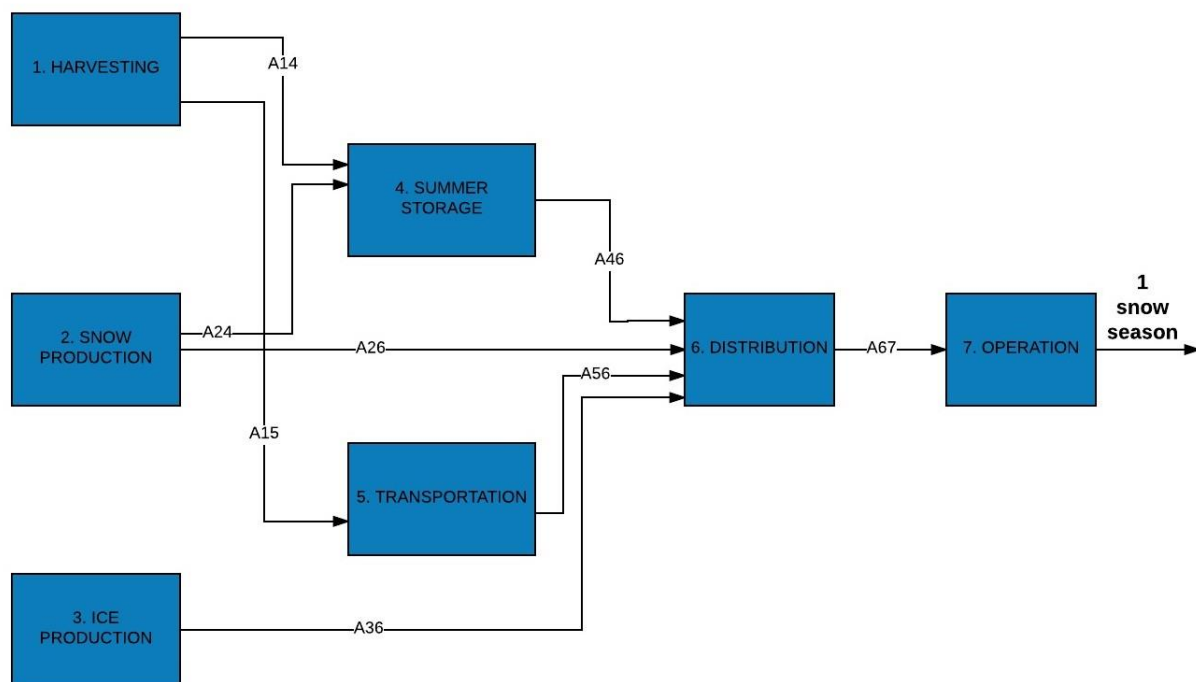 1. HARVESTING
A14
4. SUMMER
STORAGE
A46
1
snow
season
2. SNOW
PRODUCTION
A24
A26
6. DISTRIBUTION
A67
7. OPERATION
A56
A15
5. TRANSPORTATION
3. ICE
PRODUCTION
A36